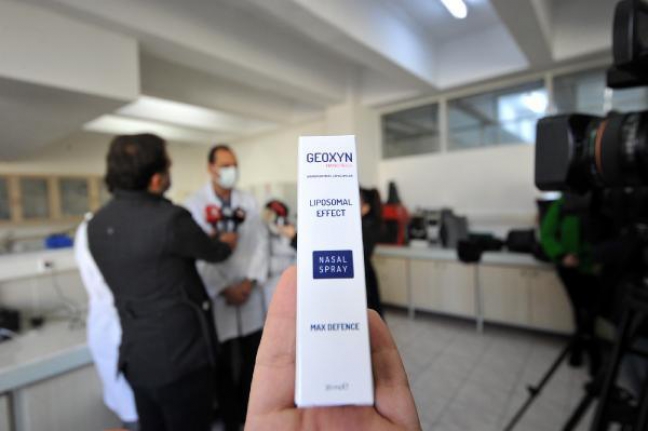 GEOXYN
LIPOSOMAL
EFFECT
NASAL
SPRAY
MAX DEFENCE